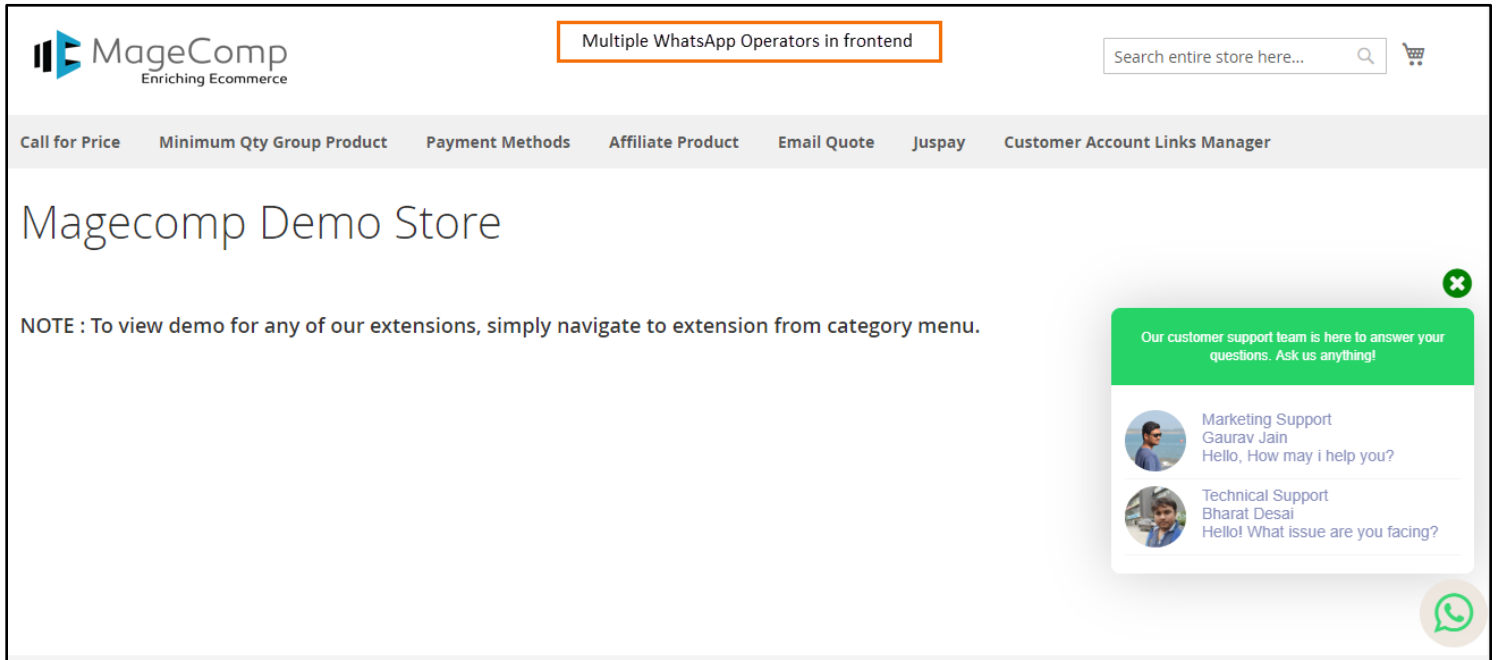 MageComp
Enriching Ecommerce
Multiple WhatsApp Operators in frontend
Search entire store here...
Call for Price
Minimum Qty Group Product
Payment Methods
Affiliate Product
Email Quote
Juspay
Customer Account Links Manager
Magecomp Demo Store
NOTE : To view demo for any of our extensions, simply navigate to extension from category menu.
Our customer support team is here to answer your
questions. Ask us anything!
Marketing Support
Gaurav Jain
Hello, How may i help you?
Technical Support
Bharat Desai
Hello! What issue are you facing?